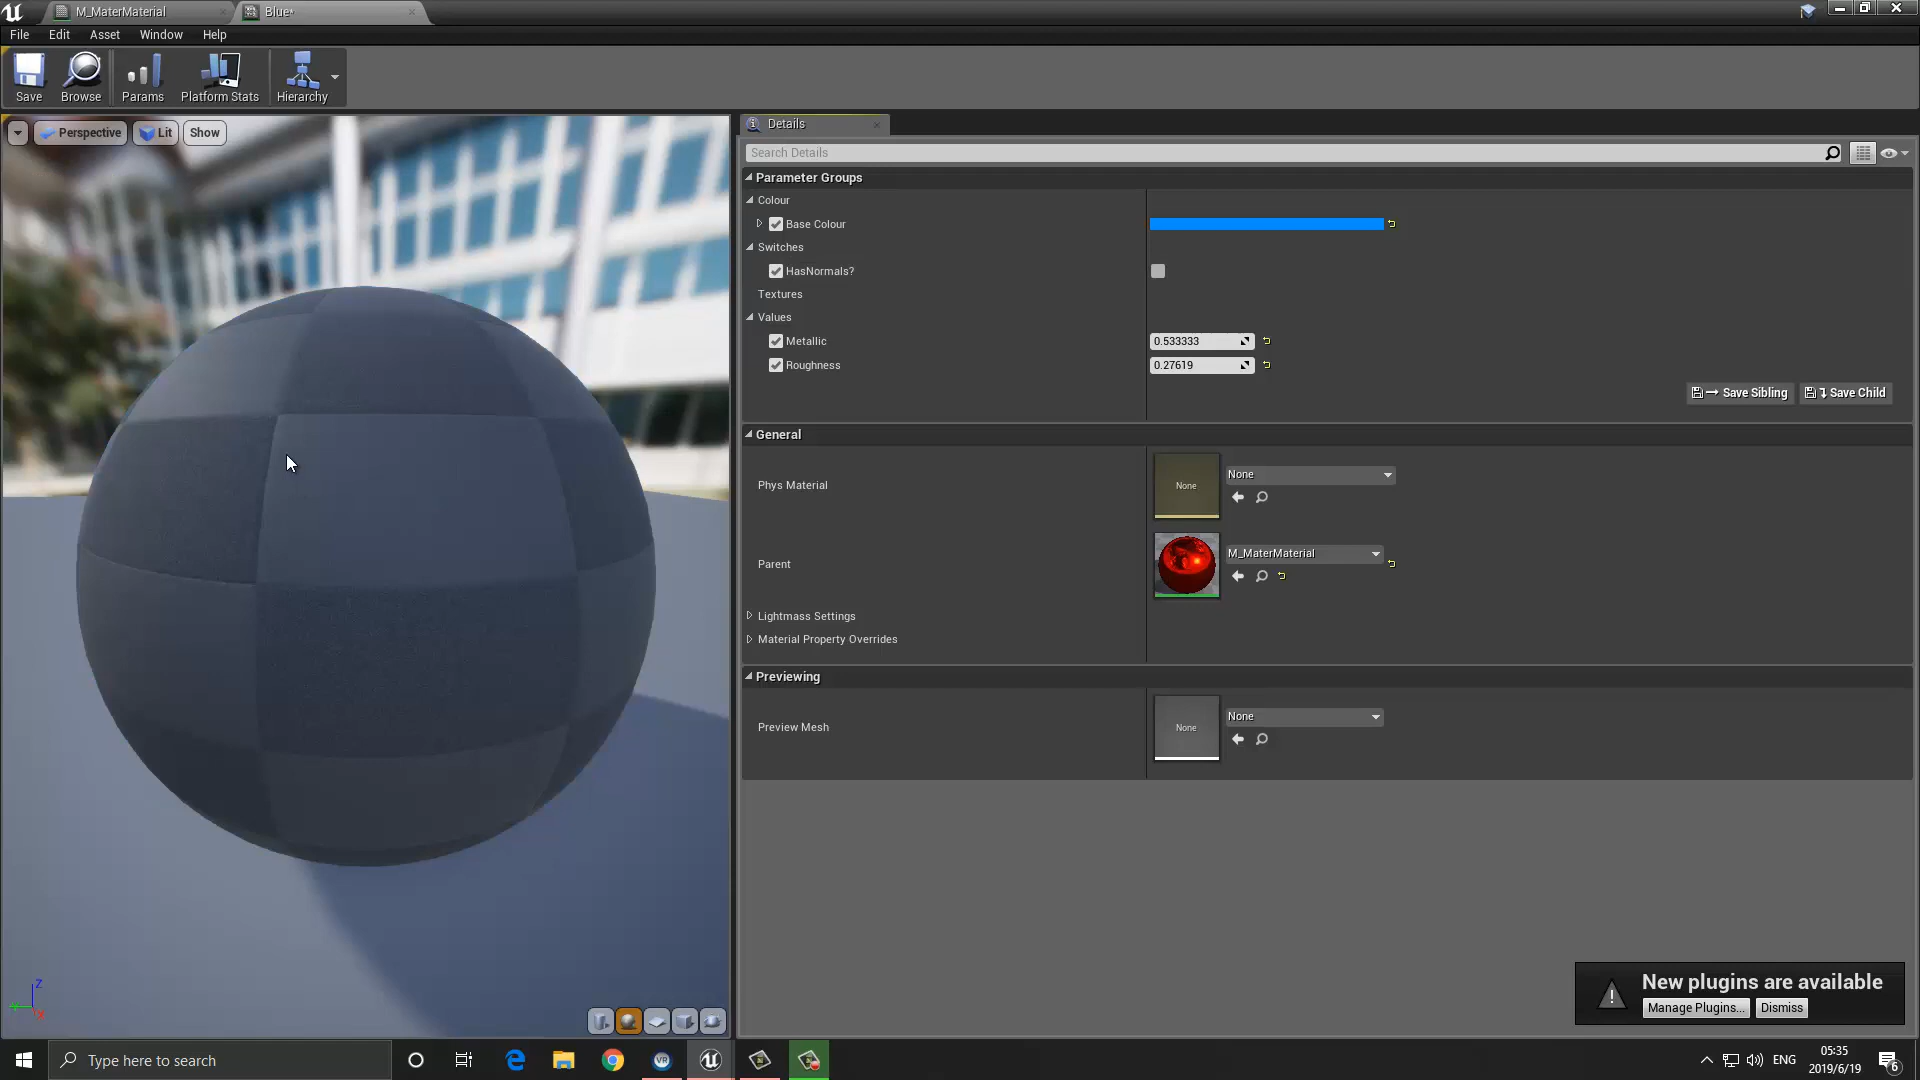 M_MaterMaterial
Blue*
File Edit Asset Window Help
Save Browse Params Platform Stats Hierarchy
Perspective Lit Show
Details
Search Details
Parameter Groups
Colour
Base Colour
Switches
HasNormals?
Textures
Values
Metallic 0.533333
Roughness 0.27619
Save Sibling Save Child
General
Phys Material None None
Parent M_MaterMaterial
Lightmass Settings
Material Property Overrides
Previewing
Preview Mesh None None
Z
New plugins are available
Manage Plugins... Dismiss
Type here to search
ENG
05:35
2019/6/19
6